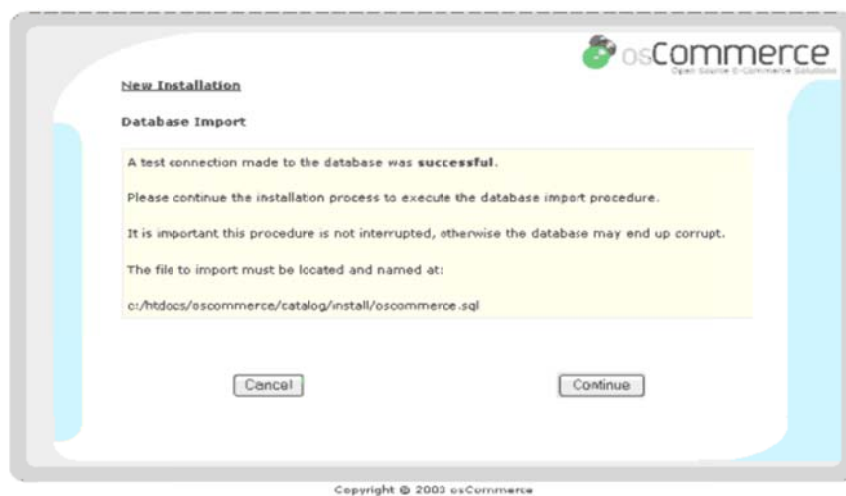 osCommerce
Open Source E-Commerce Solutions
New Installation
Database Import
A test connection made to the database was successful.
Please continue the installation process to execute the database import procedure.
It is important this procedure is not interrupted, otherwise the database may end up corrupt.
The file to import must be located and named at:
c:/htdocs/oscommerce/catalog/install/oscommerce.sql
Cancel
Continue
Copyright © 2003 osCommerce